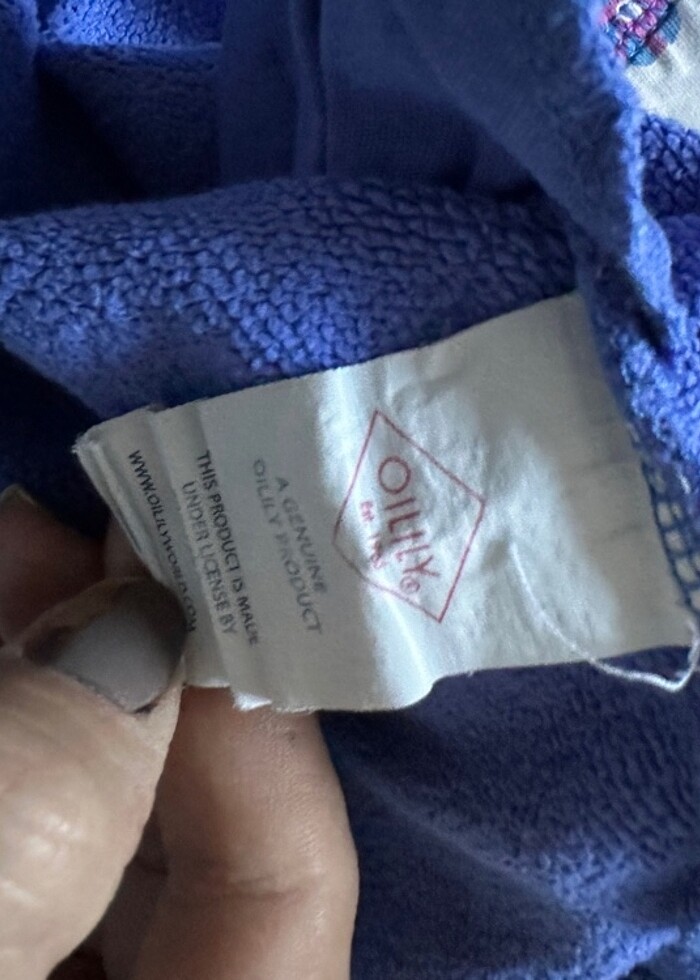 OILILY®
Est. 1963
A GENUINE
OILILY PRODUCT
THIS PRODUCT IS MADE
UNDER LICENSE BY
WWW.OILILYWORLD.COM